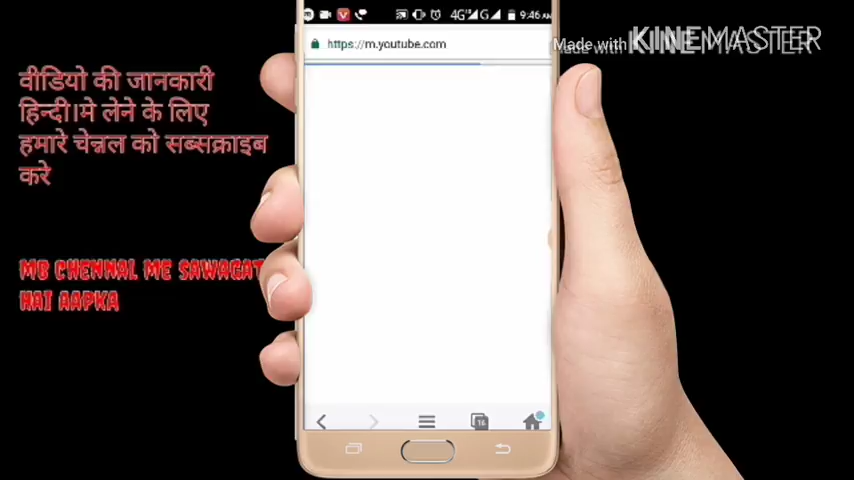 4G G 9:46 AM
https://m.youtube.com
Made with KINEMASTER
वीडियो की जानकारी
हिन्दी।मे लेने के लिए
हमारे चेन्नल को सब्सक्राइब
करे
MB CHENNAL ME SAWAGAT
HAI AAPKA